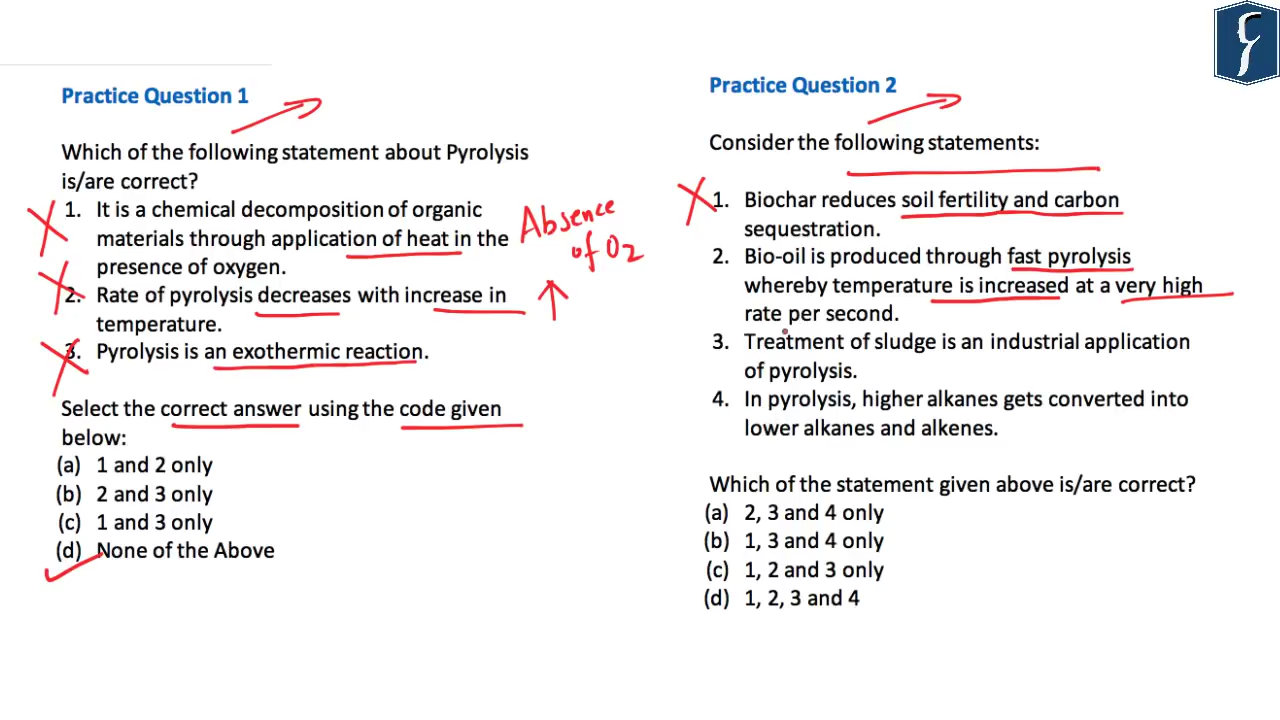 Practice Question 1
Which of the following statement about Pyrolysis
is/are correct?
1. It is a chemical decomposition of organic
materials through application of heat in the
presence of oxygen.
2. Rate of pyrolysis decreases with increase in
temperature.
3. Pyrolysis is an exothermic reaction.
Absence
of O2
Select the correct answer using the code given
below:
(a) 1 and 2 only
(b) 2 and 3 only
(c) 1 and 3 only
(d) None of the Above
Practice Question 2
Consider the following statements:
1. Biochar reduces soil fertility and carbon
sequestration.
2. Bio-oil is produced through fast pyrolysis
whereby temperature is increased at a very high
rate per second.
3. Treatment of sludge is an industrial application
of pyrolysis.
4. In pyrolysis, higher alkanes gets converted into
lower alkanes and alkenes.
Which of the statement given above is/are correct?
(a) 2, 3 and 4 only
(b) 1, 3 and 4 only
(c) 1, 2 and 3 only
(d) 1, 2, 3 and 4